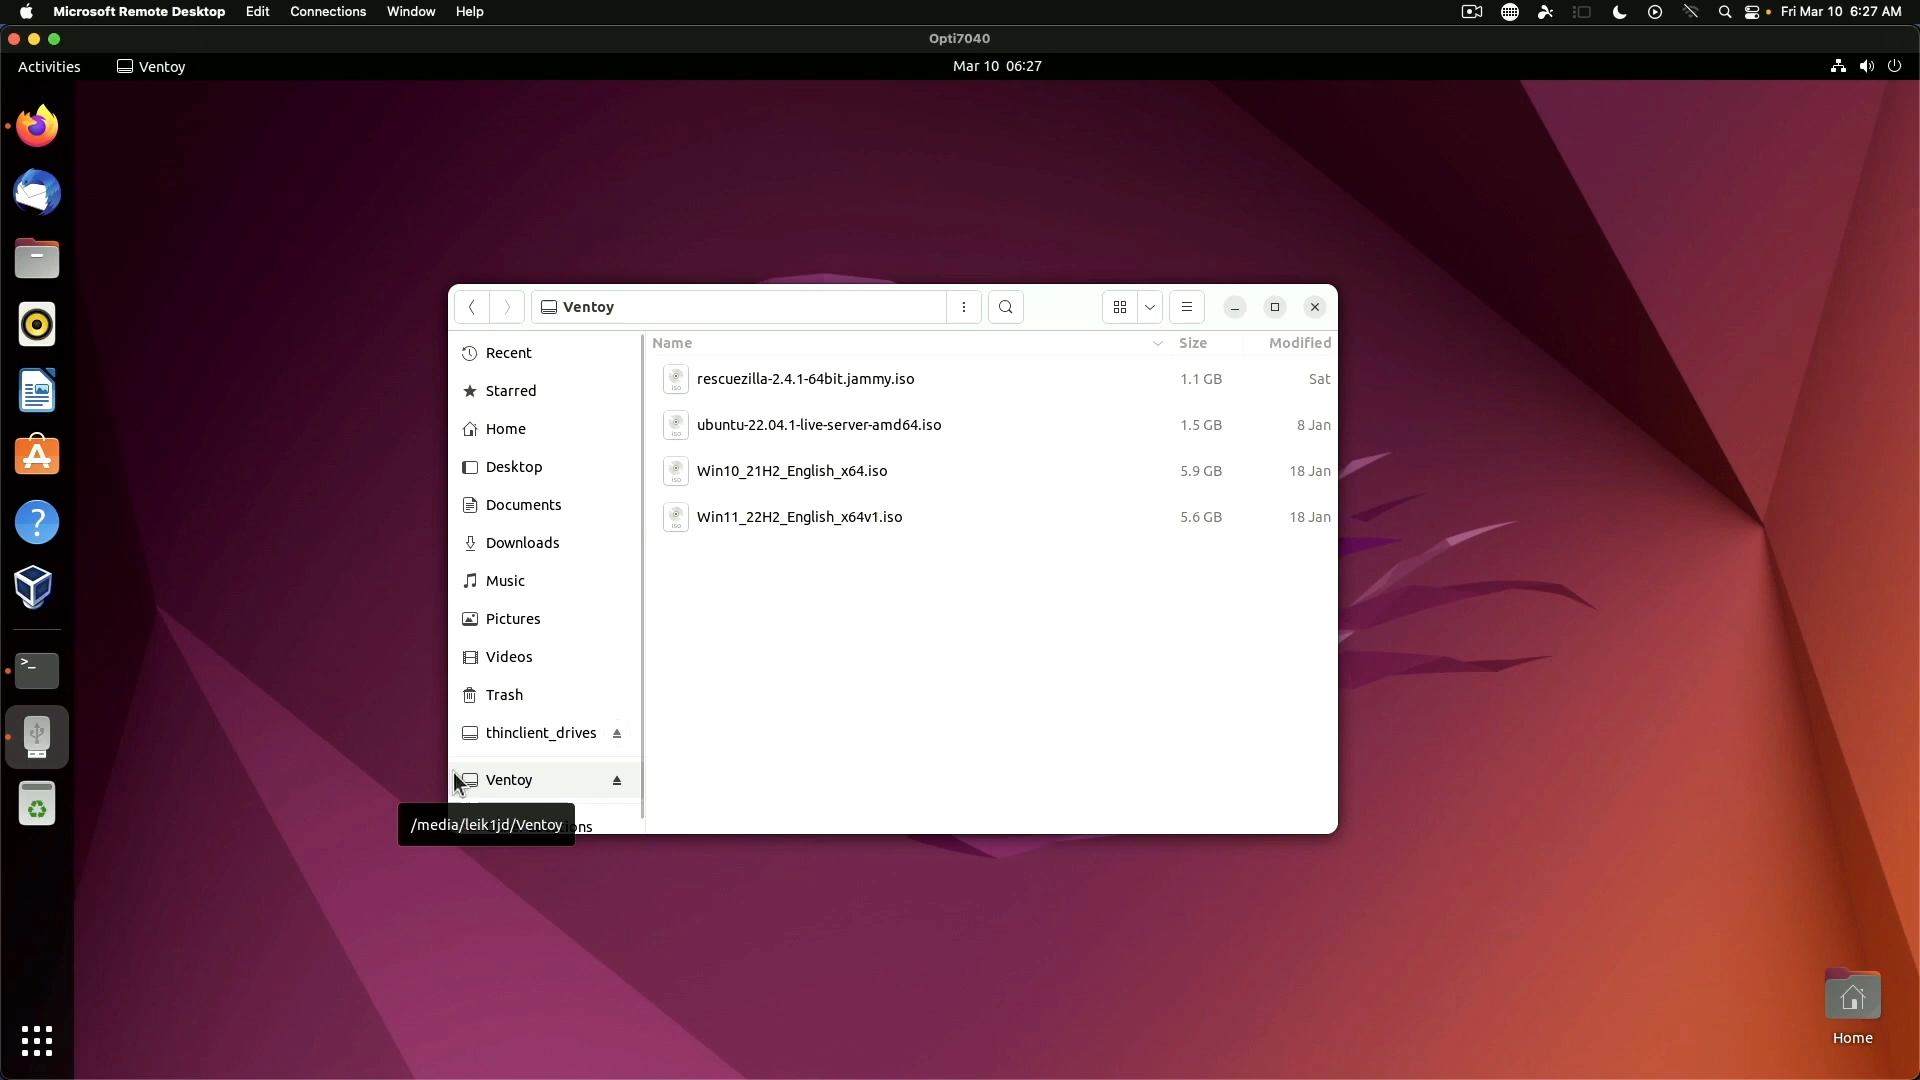 Microsoft Remote Desktop Edit Connections Window Help Fri Mar 10 6:27 AM
Opti7040
Activities Ventoy Mar 10 06:27
Ventoy
Name Size Modified
Recent
Starred
Home
Desktop
Documents
Downloads
Music
Pictures
Videos
Trash
thinclient_drives
Ventoy
ions
/media/leik1jd/Ventoy
rescuezilla-2.4.1-64bit.jammy.iso 1.1 GB Sat
ubuntu-22.04.1-live-server-amd64.iso 1.5 GB 8 Jan
Win10_21H2_English_x64.iso 5.9 GB 18 Jan
Win11_22H2_English_x64v1.iso 5.6 GB 18 Jan
Home